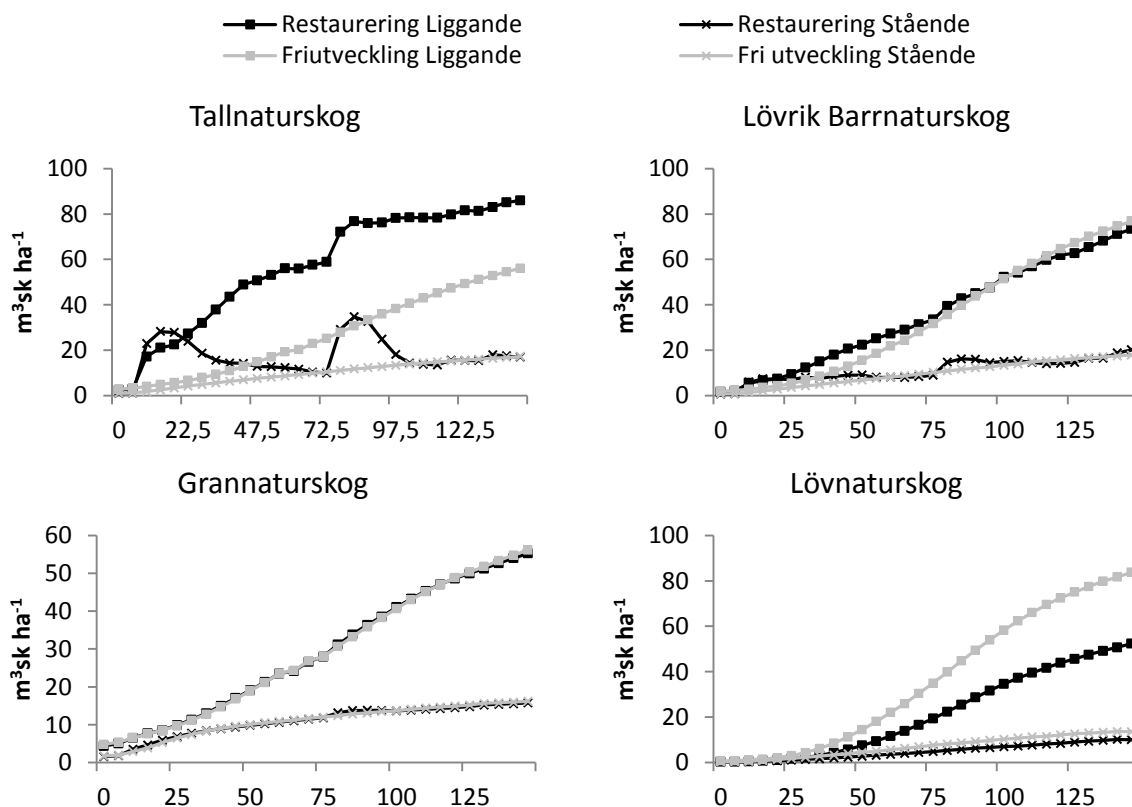 Restaurering Liggande
Restaurering Stående
Friutveckling Liggande
Fri utveckling Stående
Tallnaturskog
Lövrik Barrnaturskog
m³sk ha⁻¹
100
80
60
40
20
0
0 22,5 47,5 72,5 97,5 122,5
m³sk ha⁻¹
100
80
60
40
20
0
0 25 50 75 100 125
Grannaturskog
Lövnaturskog
m³sk ha⁻¹
60
50
40
30
20
10
0
0 25 50 75 100 125
m³sk ha⁻¹
100
80
60
40
20
0
0 25 50 75 100 125